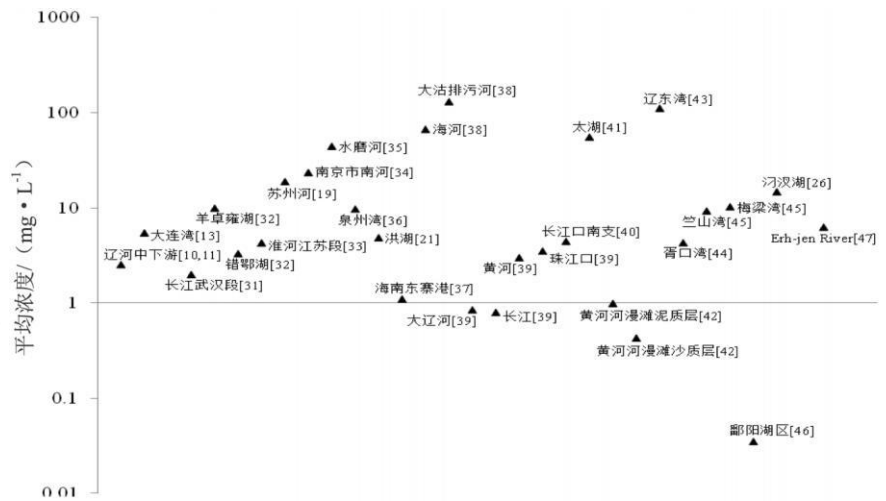 1000
100
10
1
0.1
0.01
平均浓度/（mg·L⁻¹）
大沽排污河[38]
辽东湾[43]
海河[38]
太湖[41]
水磨河[35]
南京市南河[34]
苏州河[19]
汈汊湖[26]
羊卓雍湖[32]
泉州湾[36]
竺山湾[45]
梅梁湾[45]
大连湾[13]
淮河江苏段[33]
洪湖[21]
长江口南支[40]
胥口湾[44]
Erh-jen River[47]
辽河中下游[10,11]
错鄂湖[32]
黄河[39]
珠江口[39]
长江武汉段[31]
海南东寨港[37]
大辽河[39]
长江[39]
黄河河漫滩泥质层[42]
黄河河漫滩沙质层[42]
鄱阳湖区[46]